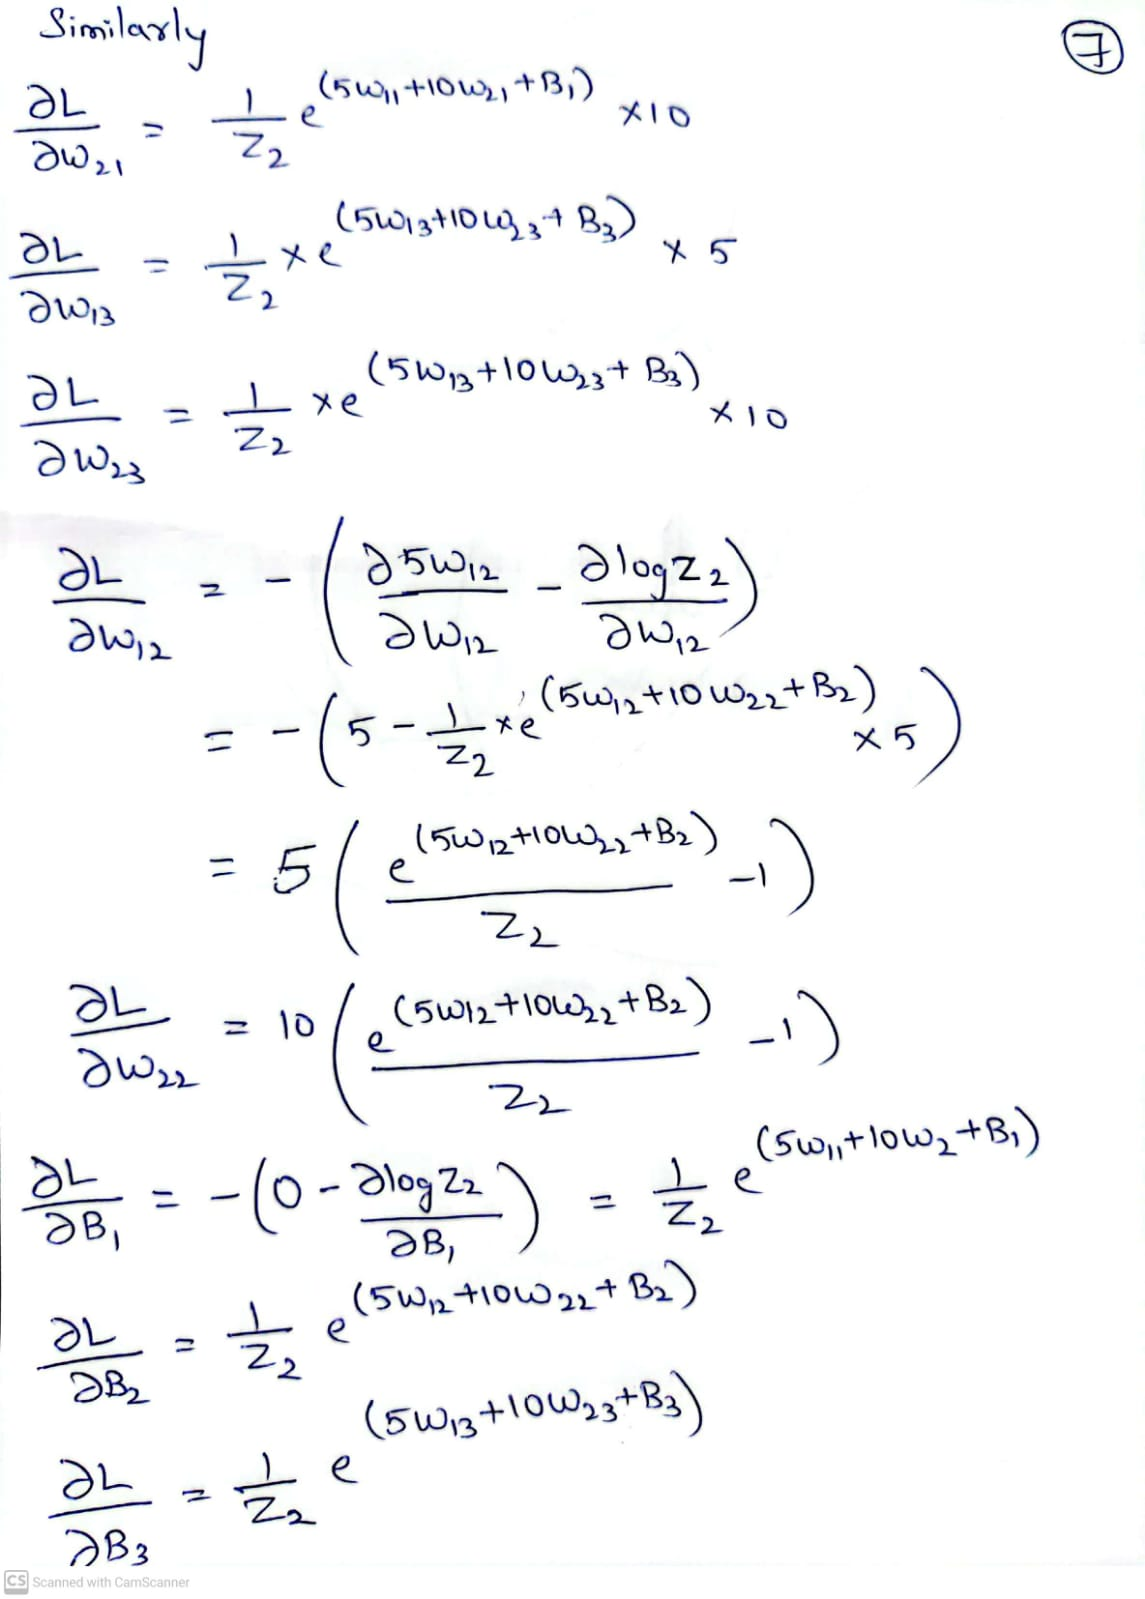 Similarly
⑦
∂L/∂W₂₁ = 1/Z₂ e^(5W₁₁+10W₂₁+B₁) ×10
∂L/∂W₁₃ = 1/Z₂ × e^(5W₁₃+10W₂₃+B₃) × 5
∂L/∂W₂₃ = 1/Z₂ × e^(5W₁₃+10W₂₃+B₃) ×10
∂L/∂W₁₂ = - (∂5W₁₂/∂W₁₂ - ∂logZ₂/∂W₁₂)
= - (5 - 1/Z₂ × e^(5W₁₂+10W₂₂+B₂) × 5)
= 5 (e^(5W₁₂+10W₂₂+B₂)/Z₂ - 1)
∂L/∂W₂₂ = 10 (e^(5W12+10W₂₂+B₂)/Z₂ - 1)
∂L/∂B₁ = - (0 - ∂logZ₂/∂B₁) = 1/Z₂ e^(5W₁₁+10W₂+B₁)
∂L/∂B₂ = 1/Z₂ e^(5W₁₂+10W₂₂+B₂)
∂L/∂B₃ = 1/Z₂ e^(5W₁₃+10W₂₃+B₃)
CS Scanned with CamScanner